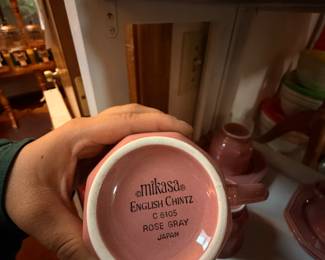 mikasa
ENGLISH CHINTZ
C 6105
ROSE GRAY
JAPAN